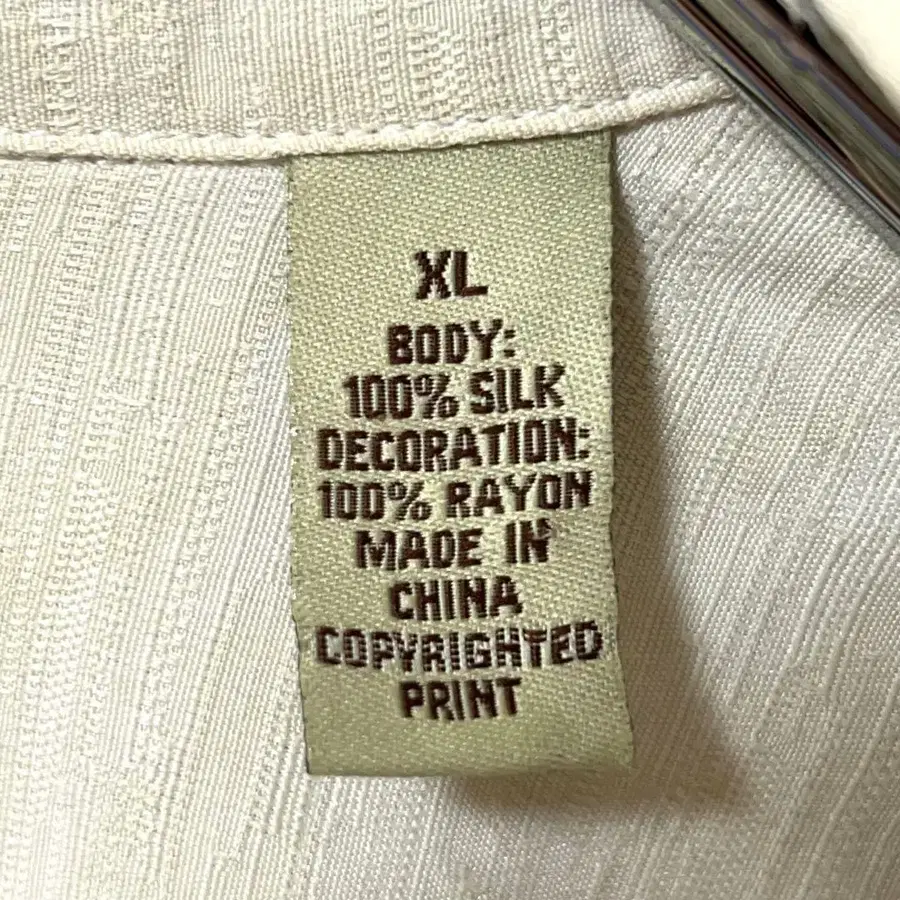 XL
BODY:
100% SILK
DECORATION:
100% RAYON
MADE IN
CHINA
COPYRIGHTED
PRINT